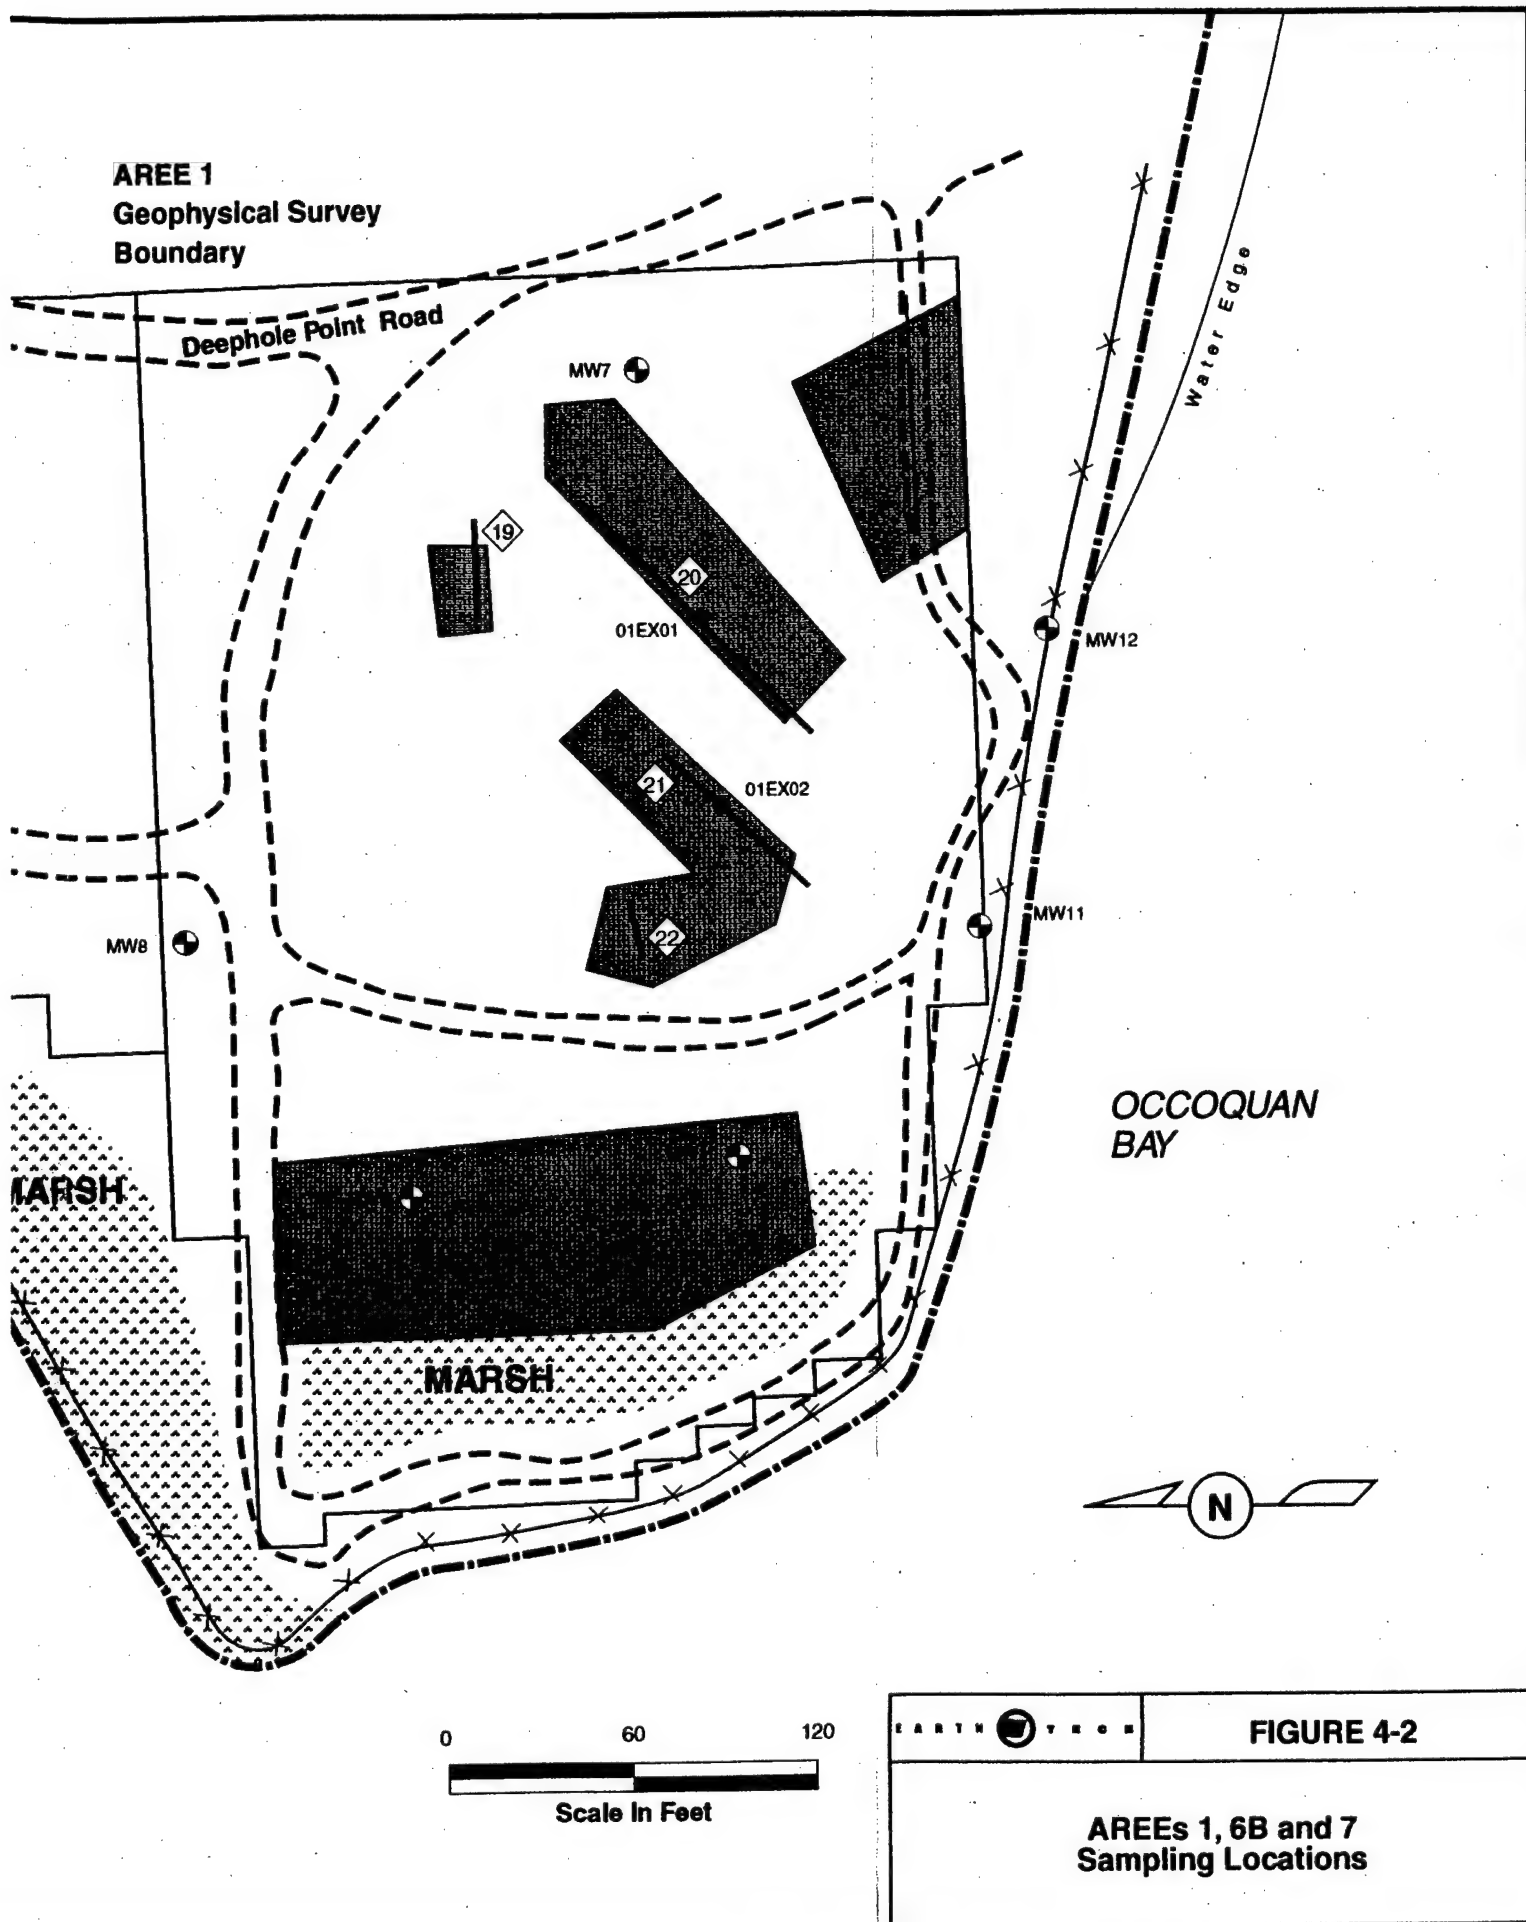 AREE 1
Geophysical Survey
Boundary
Deephole Point Road
Water Edge
MW7
19
20
01EX01
MW12
21
01EX02
MW11
22
MW8
OCCOQUAN
BAY
MARSH
MARSH
N
0 60 120
Scale In Feet
EARTH TECH
FIGURE 4-2
AREEs 1, 6B and 7
Sampling Locations